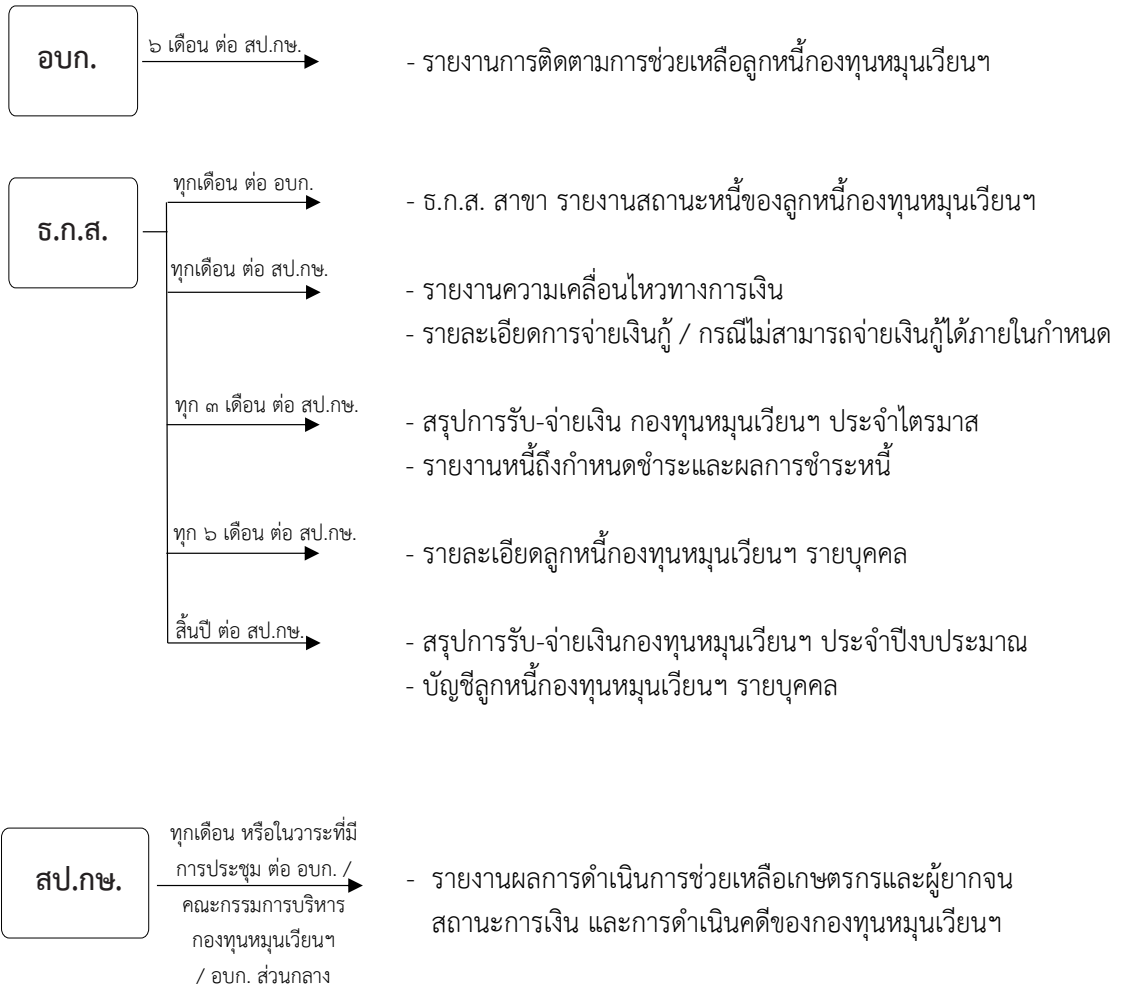 อบก.
๖ เดือน ต่อ สป.กษ.
- รายงานการติดตามการช่วยเหลือลูกหนี้กองทุนหมุนเวียนฯ
ธ.ก.ส.
ทุกเดือน ต่อ อบก.
- ธ.ก.ส. สาขา รายงานสถานะหนี้ของลูกหนี้กองทุนหมุนเวียนฯ
ทุกเดือน ต่อ สป.กษ.
- รายงานความเคลื่อนไหวทางการเงิน
- รายละเอียดการจ่ายเงินกู้ / กรณีไม่สามารถจ่ายเงินกู้ได้ภายในกำหนด
ทุก ๓ เดือน ต่อ สป.กษ.
- สรุปการรับ-จ่ายเงิน กองทุนหมุนเวียนฯ ประจำไตรมาส
- รายงานหนี้ถึงกำหนดชำระและผลการชำระหนี้
ทุก ๖ เดือน ต่อ สป.กษ.
- รายละเอียดลูกหนี้กองทุนหมุนเวียนฯ รายบุคคล
สิ้นปี ต่อ สป.กษ.
- สรุปการรับ-จ่ายเงินกองทุนหมุนเวียนฯ ประจำปีงบประมาณ
- บัญชีลูกหนี้กองทุนหมุนเวียนฯ รายบุคคล
สป.กษ.
ทุกเดือน หรือในวาระที่มี
การประชุม ต่อ อบก. /
คณะกรรมการบริหาร
กองทุนหมุนเวียนฯ
/ อบก. ส่วนกลาง
- รายงานผลการดำเนินการช่วยเหลือเกษตรกรและผู้ยากจน
สถานะการเงิน และการดำเนินคดีของกองทุนหมุนเวียนฯ